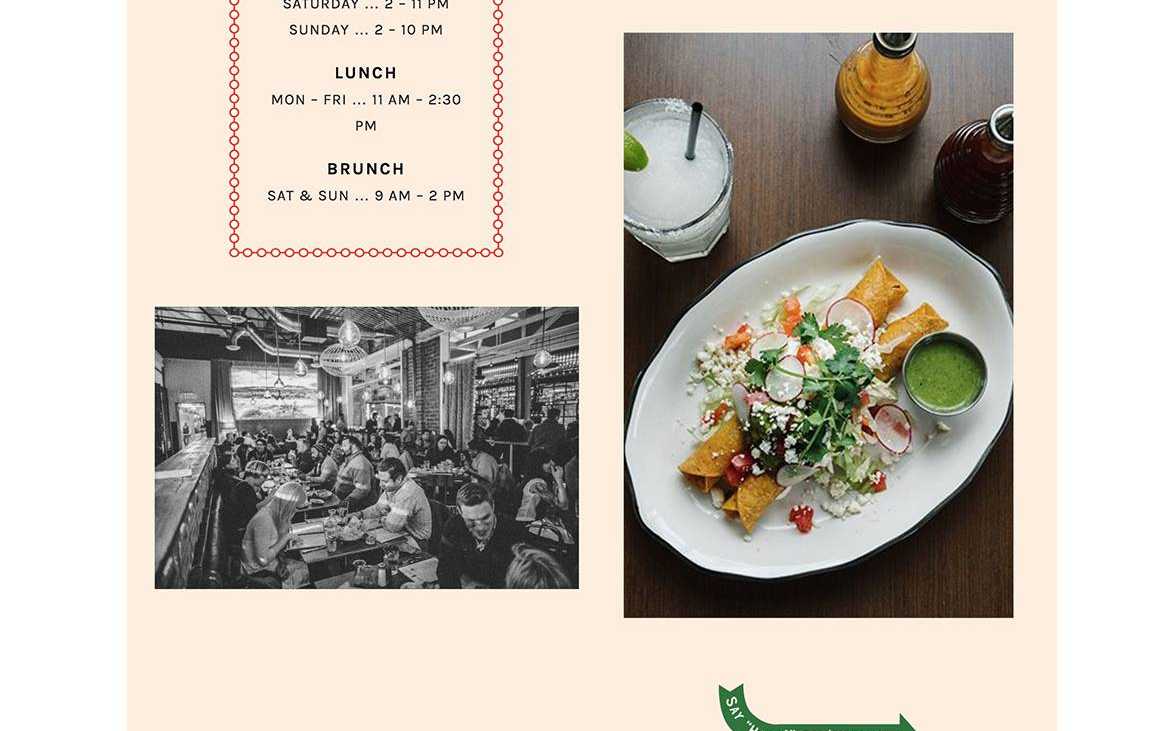 SATURDAY ... 2 – 11 PM
SUNDAY ... 2 – 10 PM
LUNCH
MON – FRI ... 11 AM – 2:30
PM
BRUNCH
SAT & SUN ... 9 AM – 2 PM
SAY